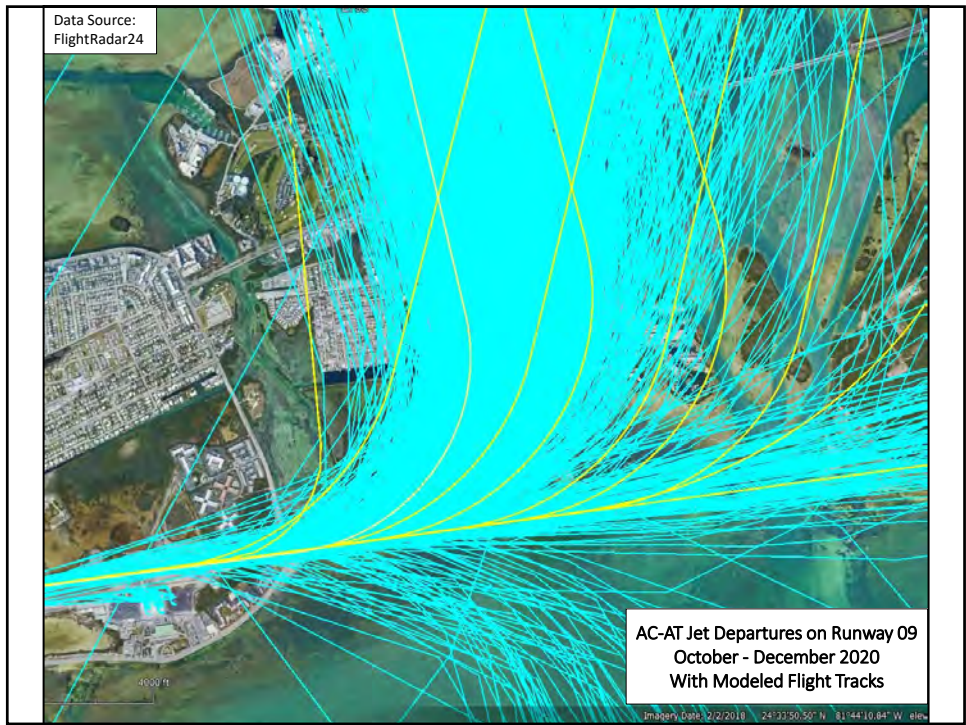 Data Source:
FlightRadar24
AC-AT Jet Departures on Runway 09
October - December 2020
With Modeled Flight Tracks
4000 ft
Imagery Date: 2/2/2018 24°33'50.50" N 81°44'10.84" W elev